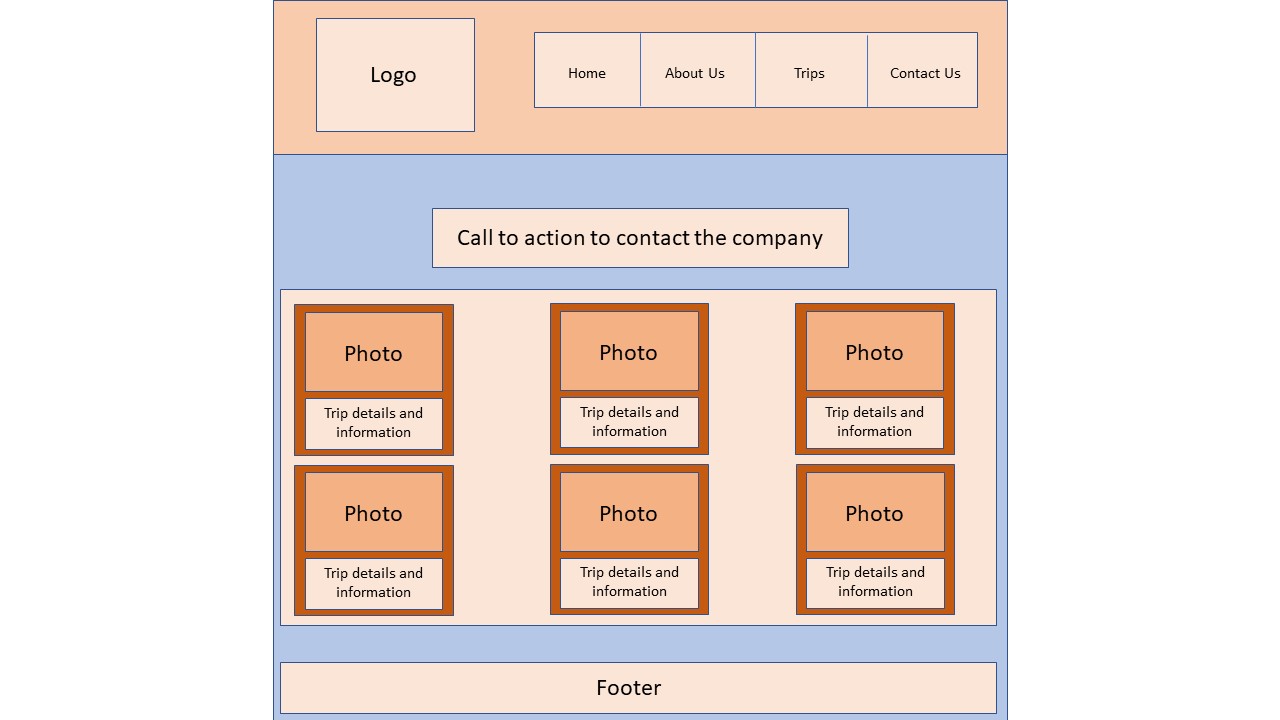 Logo
Home
About Us
Trips
Contact Us
Call to action to contact the company
Photo
Photo
Photo
Trip details and
information
Trip details and
information
Trip details and
information
Photo
Photo
Photo
Trip details and
information
Trip details and
information
Trip details and
information
Footer